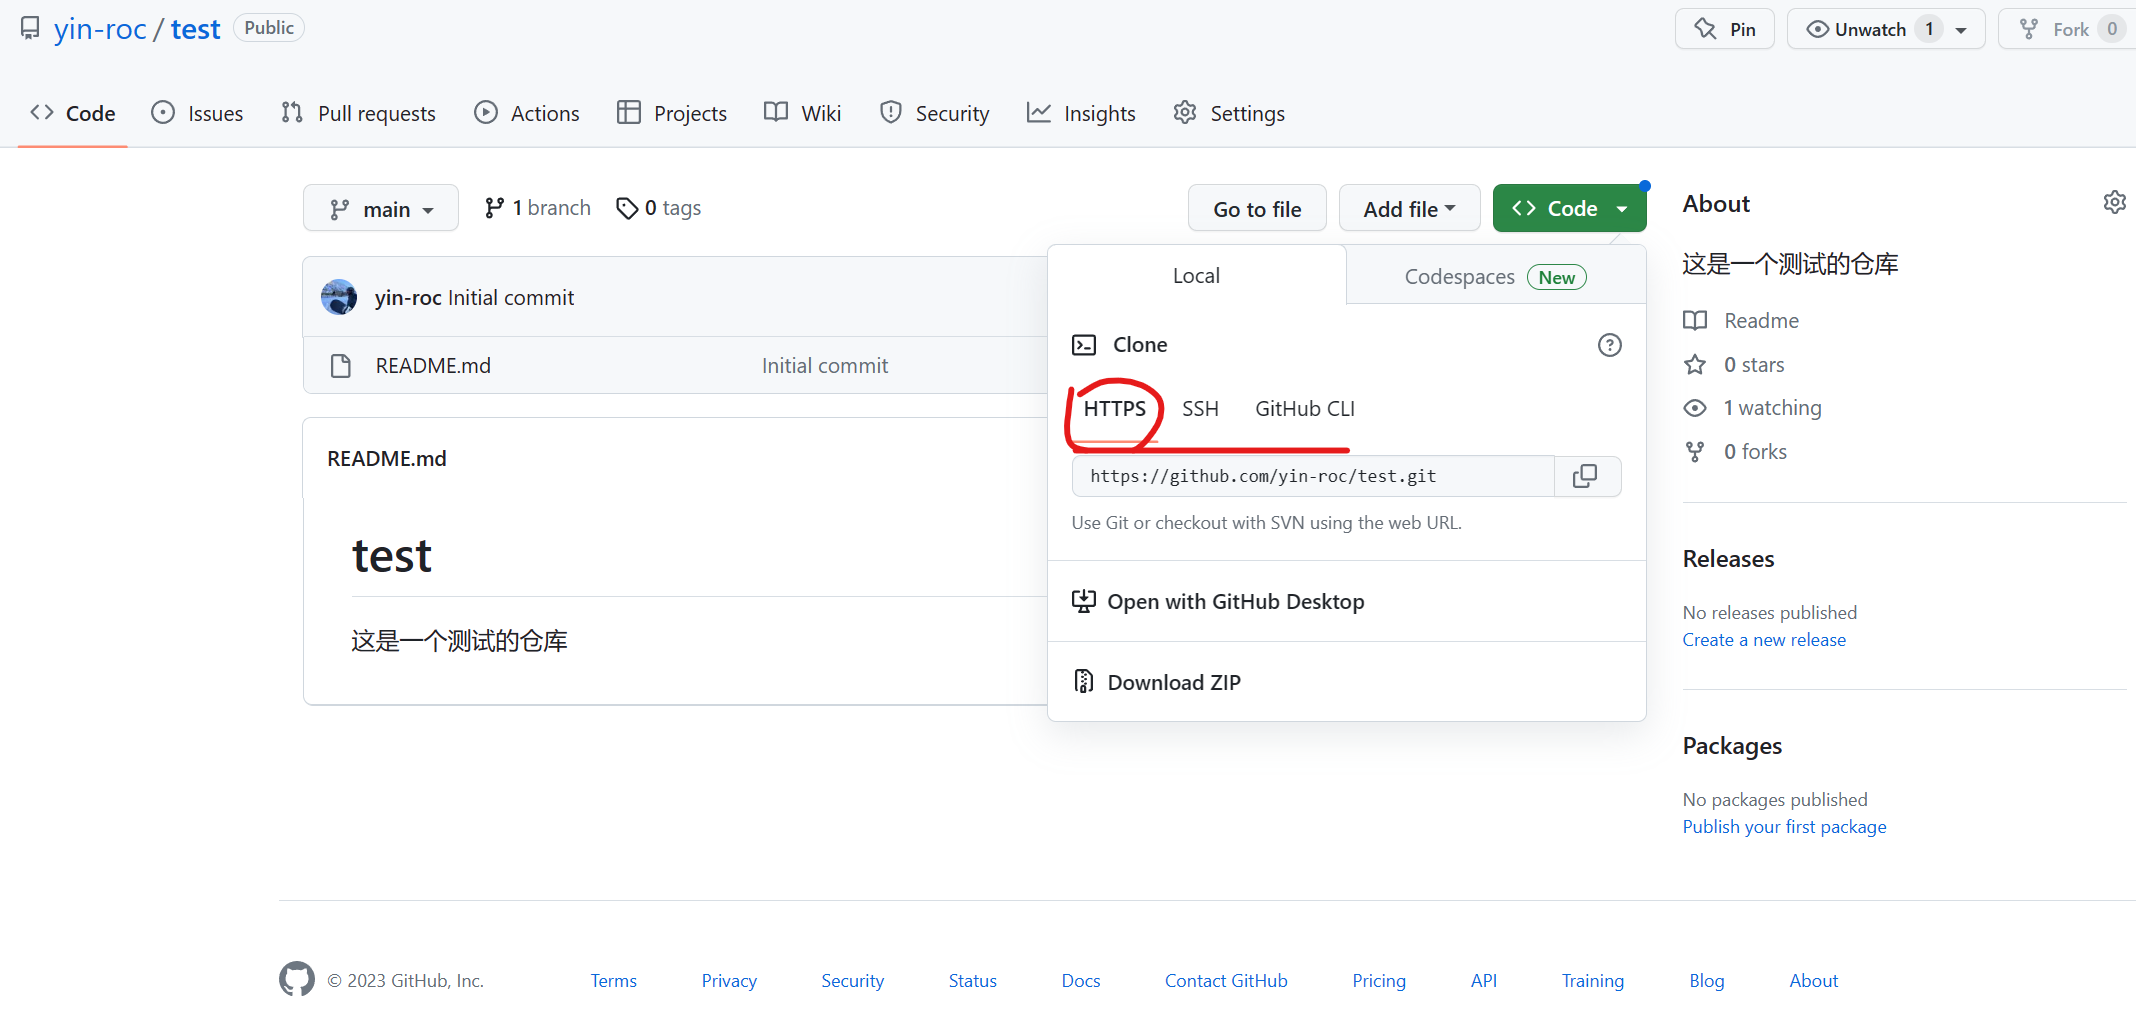 yin-roc / test Public
Pin
Unwatch 1
Fork 0
Code
Issues
Pull requests
Actions
Projects
Wiki
Security
Insights
Settings
main
1 branch
0 tags
Go to file
Add file
Code
yin-roc Initial commit
README.md
Initial commit
README.md
test
这是一个测试的仓库
Local
Codespaces New
Clone
HTTPS
SSH
GitHub CLI
https://github.com/yin-roc/test.git
Use Git or checkout with SVN using the web URL.
Open with GitHub Desktop
Download ZIP
About
这是一个测试的仓库
Readme
0 stars
1 watching
0 forks
Releases
No releases published
Create a new release
Packages
No packages published
Publish your first package
© 2023 GitHub, Inc.
Terms
Privacy
Security
Status
Docs
Contact GitHub
Pricing
API
Training
Blog
About